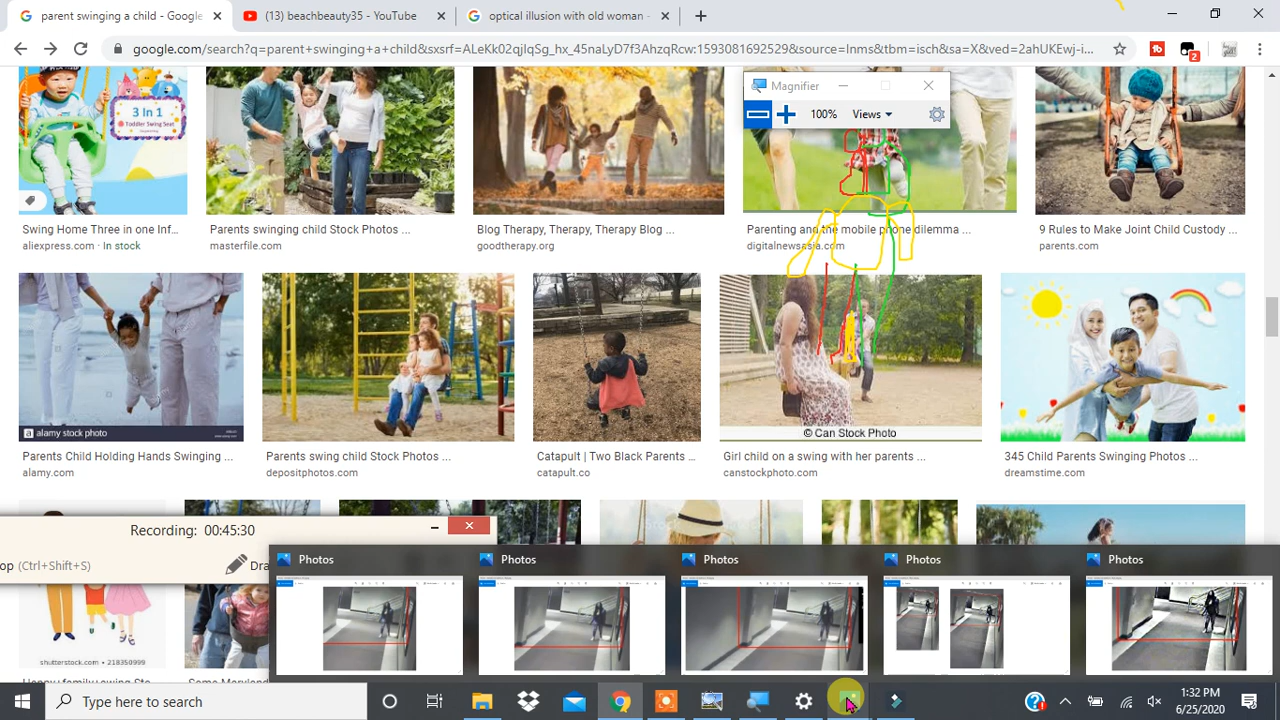 parent swinging a child - Google
(13) beachbeauty35 - YouTube
optical illusion with old woman -
google.com/search?q=parent+swinging+a+child&sxsrf=ALeKk02qjlqSg_hx_45naLyD7f3AhzqRcw:1593081692529&source=lnms&tbm=isch&sa=X&ved=2ahUKEwj-i...
2
Magnifier
100% Views
3 in 1
Toddler Swing Seat
Swing Home Three in one Inf...
aliexpress.com · In stock
Parents swinging child Stock Photos ...
masterfile.com
Group Therapy, Therapy Blog ...
goodtherapy.org
Parenting and the mobile phone dilemma ...
digitalnewsasia.com
9 Rules to Make Joint Child Custody ...
parents.com
a alamy stock photo
© Can Stock Photo
Parents Child Holding Hands Swinging ...
alamy.com
Parents swing child Stock Photos ...
depositphotos.com
Catapult | Two Black Parents ...
catapult.co
Girl child on a swing with her parents ...
canstockphoto.com
345 Child Parents Swinging Photos ...
dreamstime.com
Recording: 00:45:30
op (Ctrl+Shift+S)
Dra
Photos
Photos
Photos
Photos
Photos
shutterstock.com • 218350999
Type here to search
1:32 PM
6/25/2020